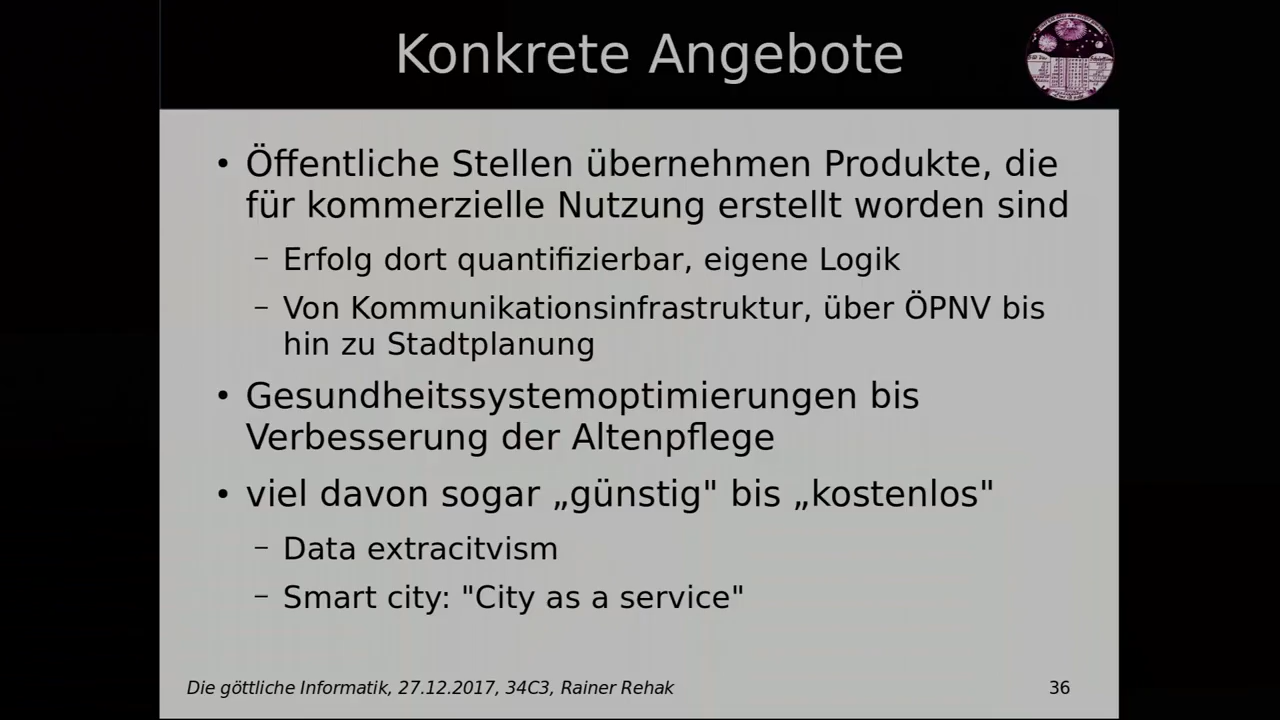 Konkrete Angebote
• Öffentliche Stellen übernehmen Produkte, die
für kommerzielle Nutzung erstellt worden sind
– Erfolg dort quantifizierbar, eigene Logik
– Von Kommunikationsinfrastruktur, über ÖPNV bis
hin zu Stadtplanung
• Gesundheitssystemoptimierungen bis
Verbesserung der Altenpflege
• viel davon sogar „günstig" bis „kostenlos"
– Data extracitvism
– Smart city: "City as a service"
Die göttliche Informatik, 27.12.2017, 34C3, Rainer Rehak
36